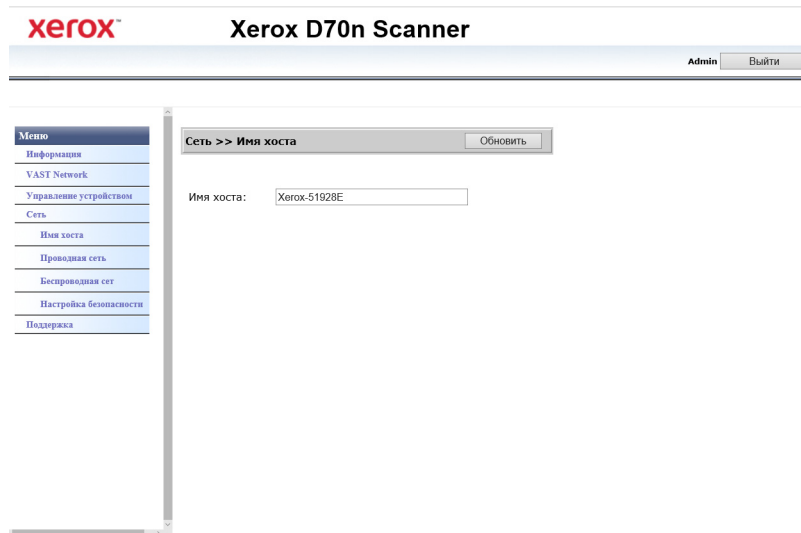 xerox™
Xerox D70n Scanner
Admin Выйти
Меню
Информация
VAST Network
Управление устройством
Сеть
Имя хоста
Проводная сеть
Беспроводная сет
Настройка безопасности
Поддержка
Сеть >> Имя хоста Обновить
Имя хоста: Xerox-51928E